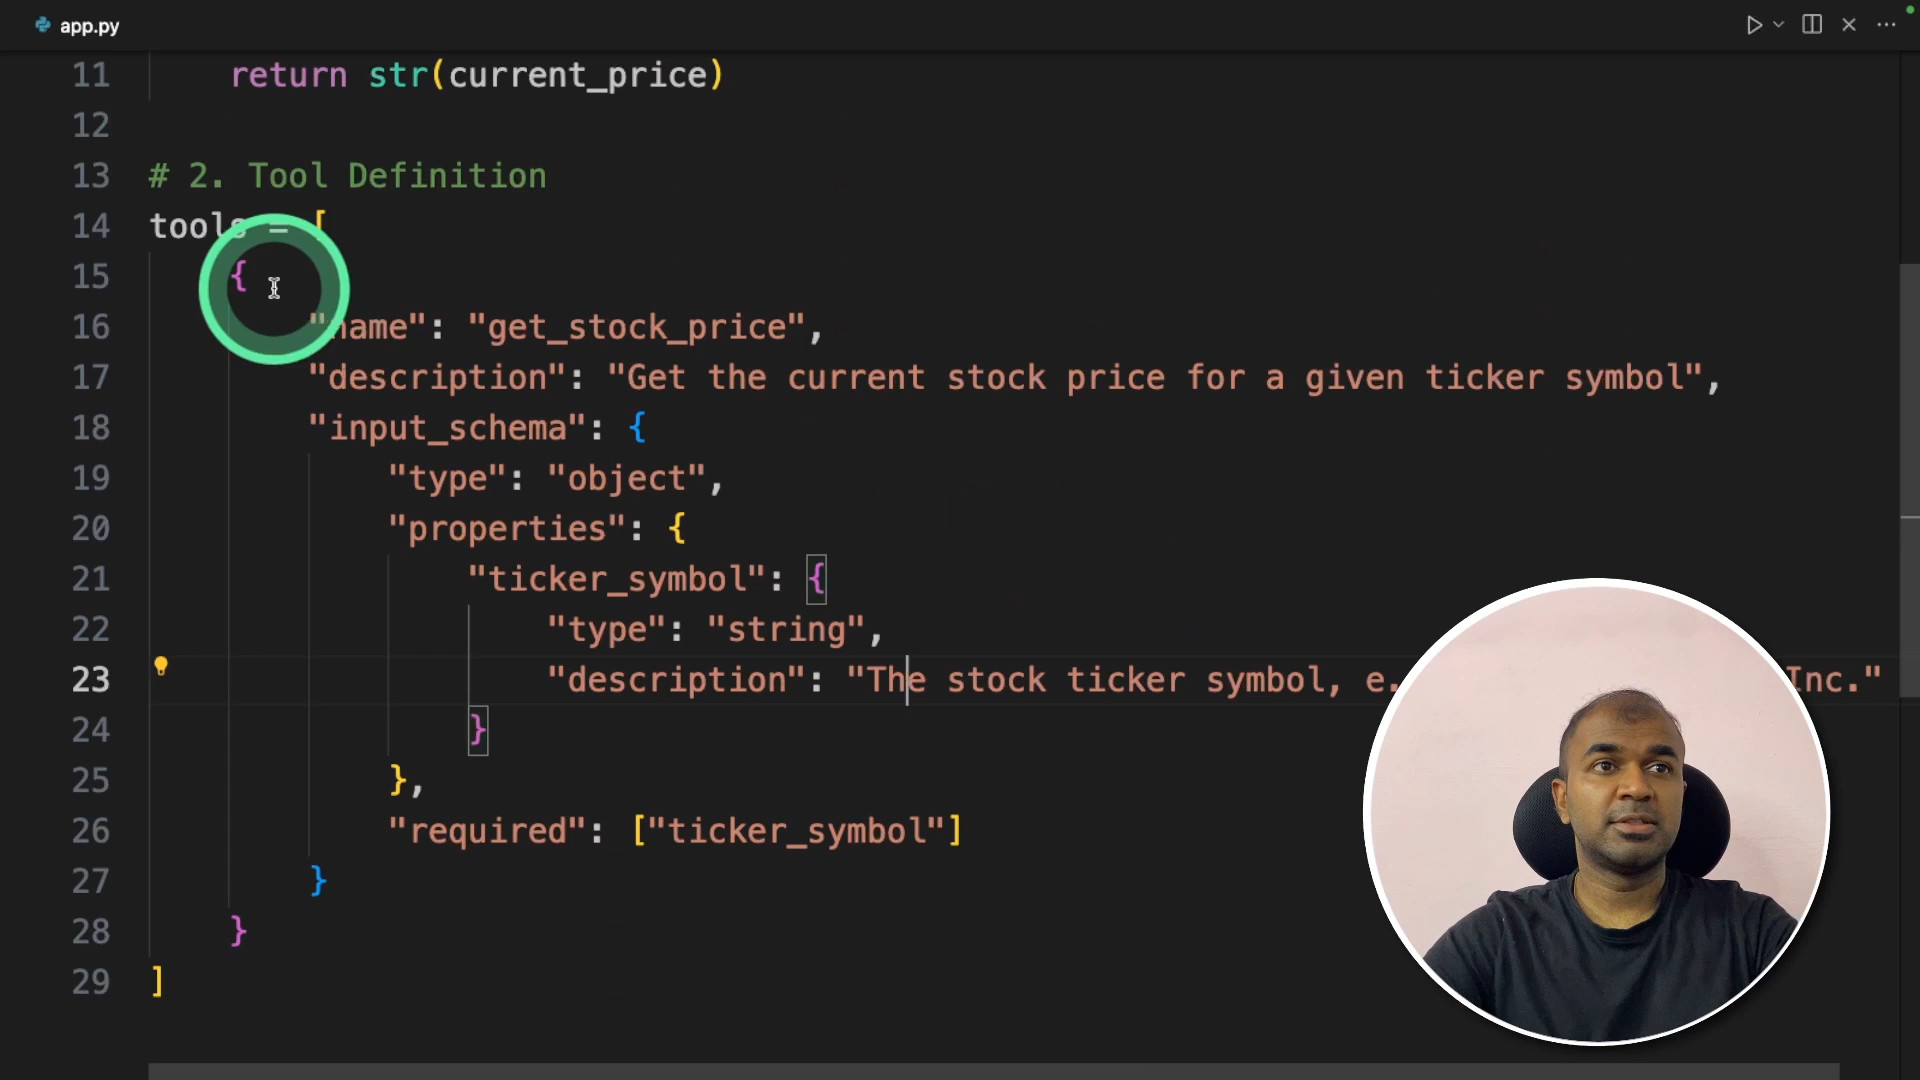 app.py
11 return str(current_price)
12
13 # 2. Tool Definition
14 tools = [
15 {
16 "name": "get_stock_price",
17 "description": "Get the current stock price for a given ticker symbol",
18 "input_schema": {
19 "type": "object",
20 "properties": {
21 "ticker_symbol": {
22 "type": "string",
23 "description": "The stock ticker symbol, e. Inc."
24 }
25 },
26 "required": ["ticker_symbol"]
27 }
28 }
29 ]